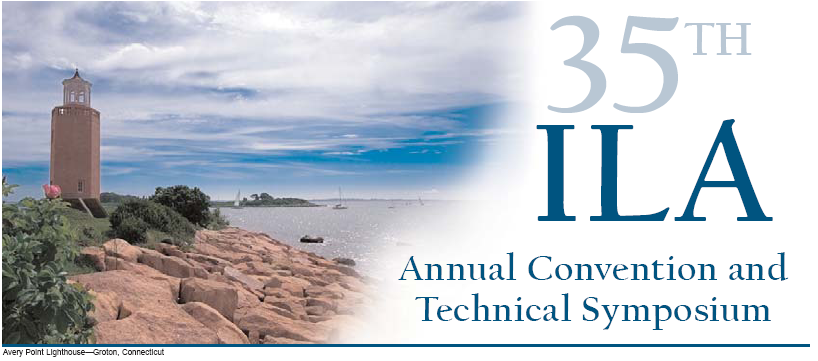 35TH
ILA
Annual Convention and
Technical Symposium
Avery Point Lighthouse—Groton, Connecticut